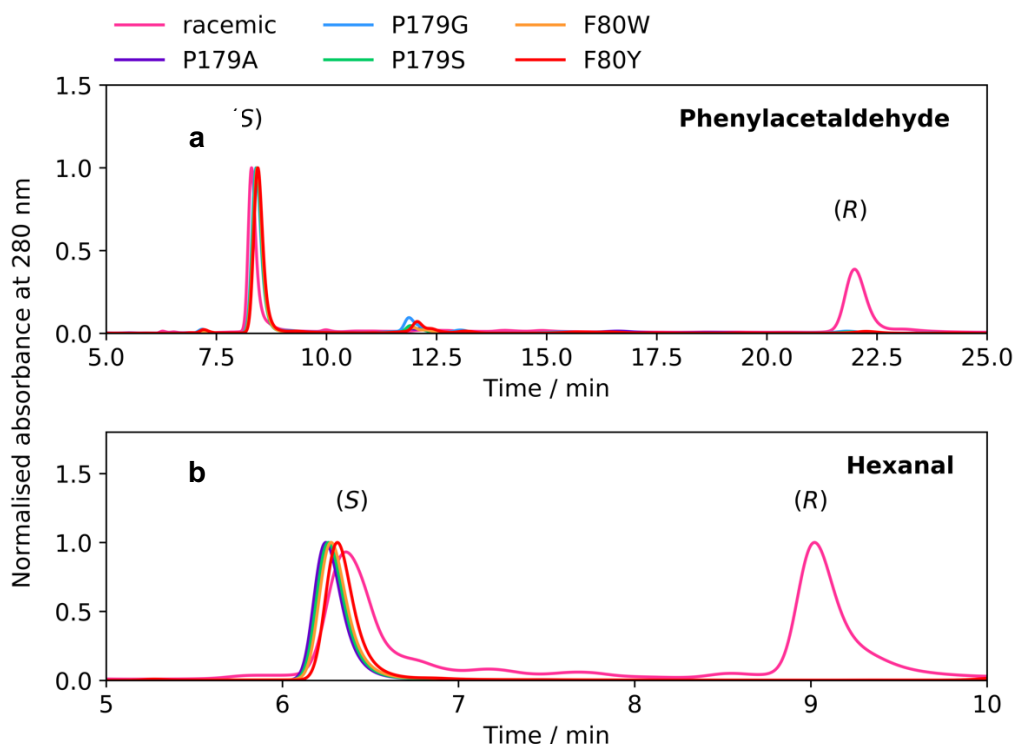 racemic P179G F80W
P179A P179S F80Y
Normalised absorbance at 280 nm
1.5
1.0
0.5
0.0
a
ˈS)
Phenylacetaldehyde
(R)
5.0 7.5 10.0 12.5 15.0 17.5 20.0 22.5 25.0
Time / min
1.5
1.0
0.5
0.0
b
(S)
(R)
Hexanal
5 6 7 8 9 10
Time / min